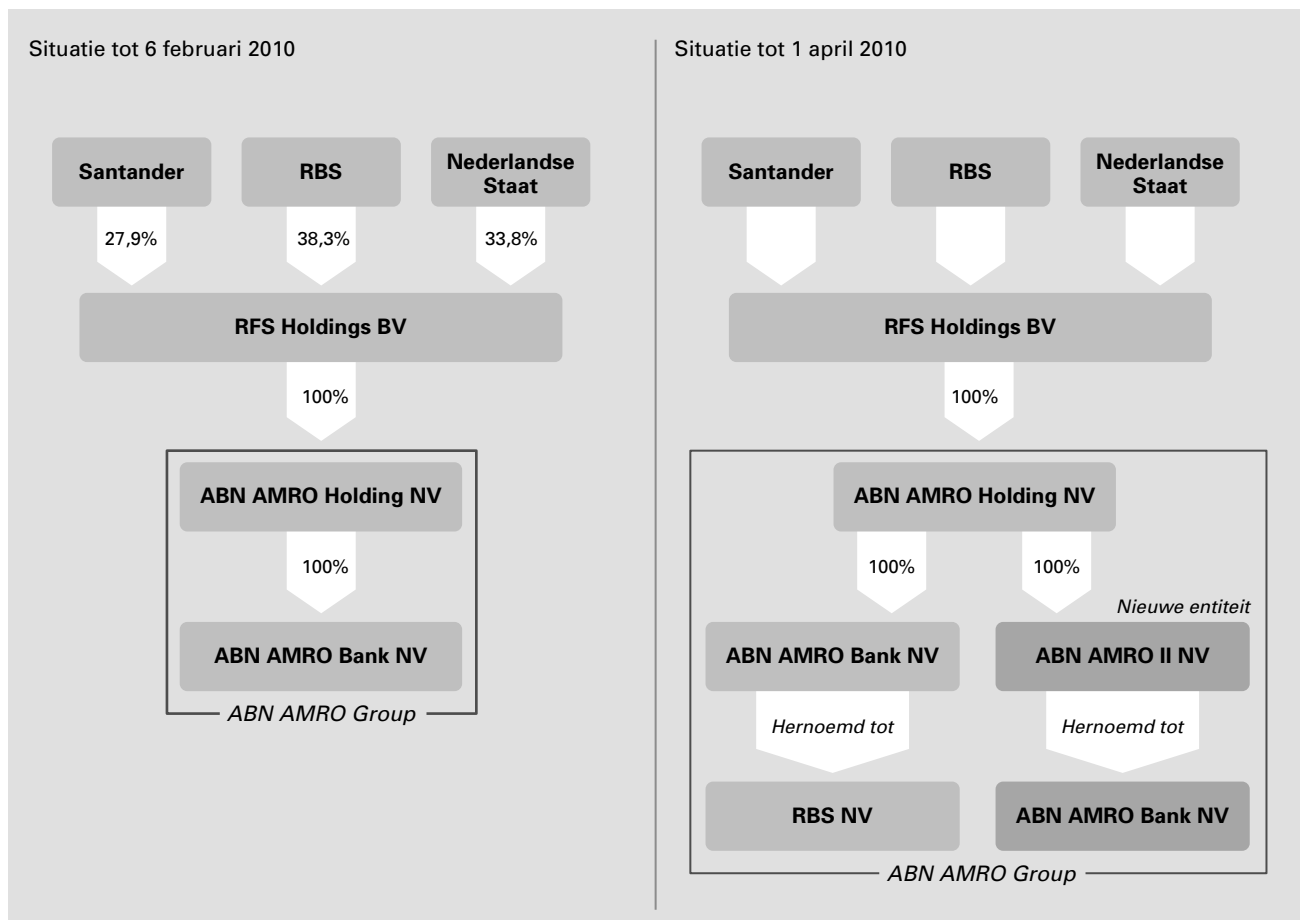 Situatie tot 6 februari 2010
Santander
RBS
Nederlandse
Staat
27,9%
38,3%
33,8%
RFS Holdings BV
100%
ABN AMRO Holding NV
100%
ABN AMRO Bank NV
ABN AMRO Group
Situatie tot 1 april 2010
Santander
RBS
Nederlandse
Staat
RFS Holdings BV
100%
ABN AMRO Holding NV
100%
100%
Nieuwe entiteit
ABN AMRO Bank NV
ABN AMRO II NV
Hernoemd tot
Hernoemd tot
RBS NV
ABN AMRO Bank NV
ABN AMRO Group